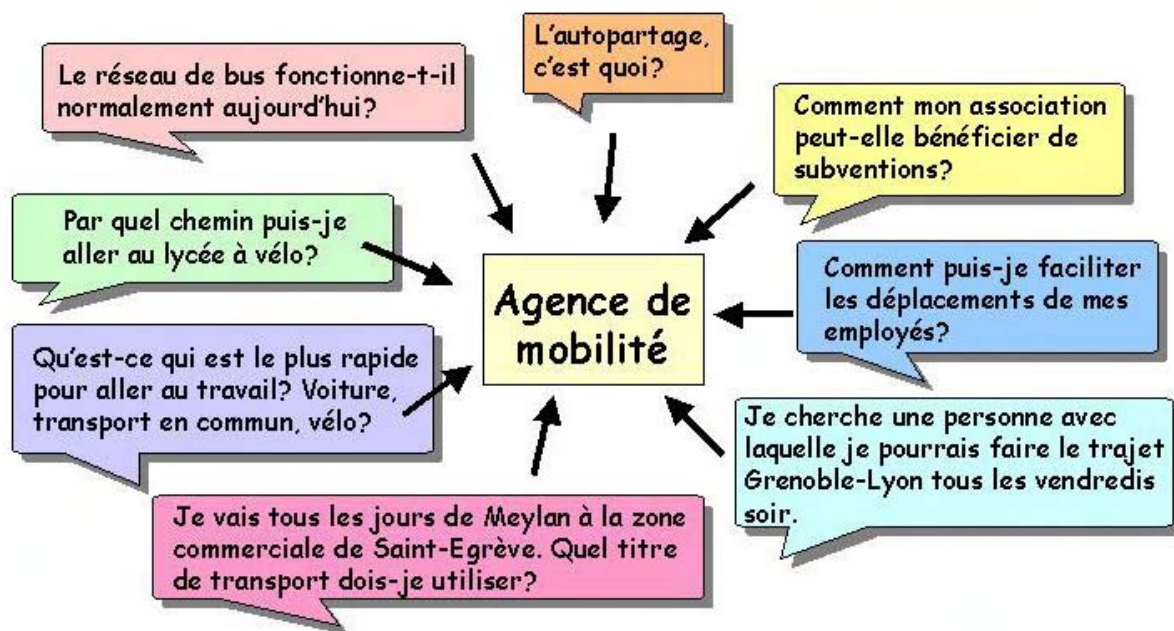 L'autopartage,
c'est quoi?
Le réseau de bus fonctionne-t-il
normalement aujourd'hui?
Comment mon association
peut-elle bénéficier de
subventions?
Par quel chemin puis-je
aller au lycée à vélo?
Agence de
mobilité
Comment puis-je faciliter
les déplacements de mes
employés?
Qu'est-ce qui est le plus rapide
pour aller au travail? Voiture,
transport en commun, vélo?
Je cherche une personne avec
laquelle je pourrais faire le trajet
Grenoble-Lyon tous les vendredis
soir.
Je vais tous les jours de Meylan à la zone
commerciale de Saint-Egrève. Quel titre
de transport dois-je utiliser?